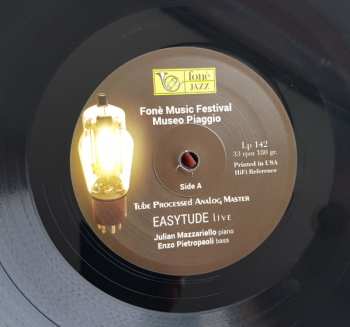 fonè
JAZZ
Fonè Music Festival
Museo Piaggio
Lp 142
33 rpm 180 gr.
Printed in USA
HiFi Reference
Side A
Tube Processed Analog Master
EASYTUDE Live
Julian Mazzariello piano
Enzo Pietropaoli bass